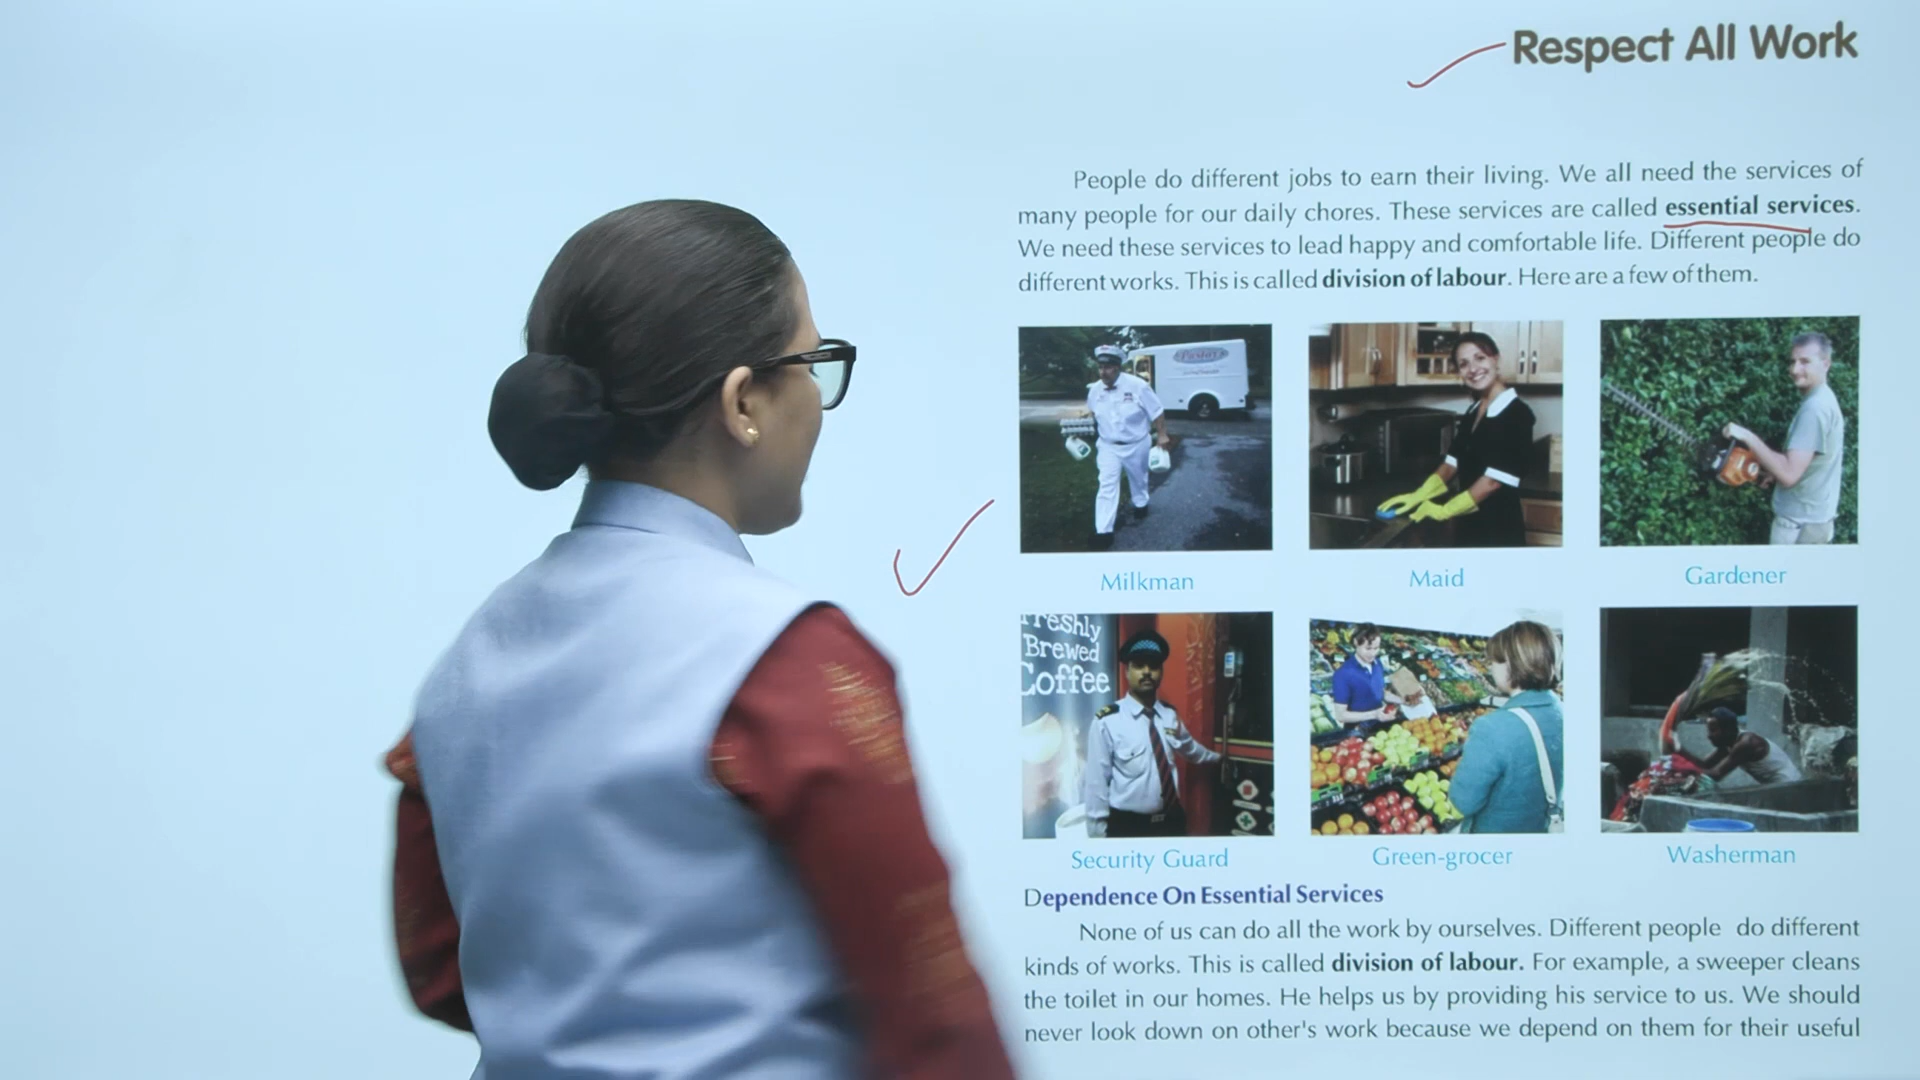 Respect All Work
People do different jobs to earn their living. We all need the services of
many people for our daily chores. These services are called essential services.
We need these services to lead happy and comfortable life. Different people do
different works. This is called division of labour. Here are a few of them.
Milkman
Maid
Gardener
Freshly
Brewed
Coffee
Security Guard
Green-grocer
Washerman
Dependence On Essential Services
None of us can do all the work by ourselves. Different people do different
kinds of works. This is called division of labour. For example, a sweeper cleans
the toilet in our homes. He helps us by providing his service to us. We should
never look down on other's work because we depend on them for their useful